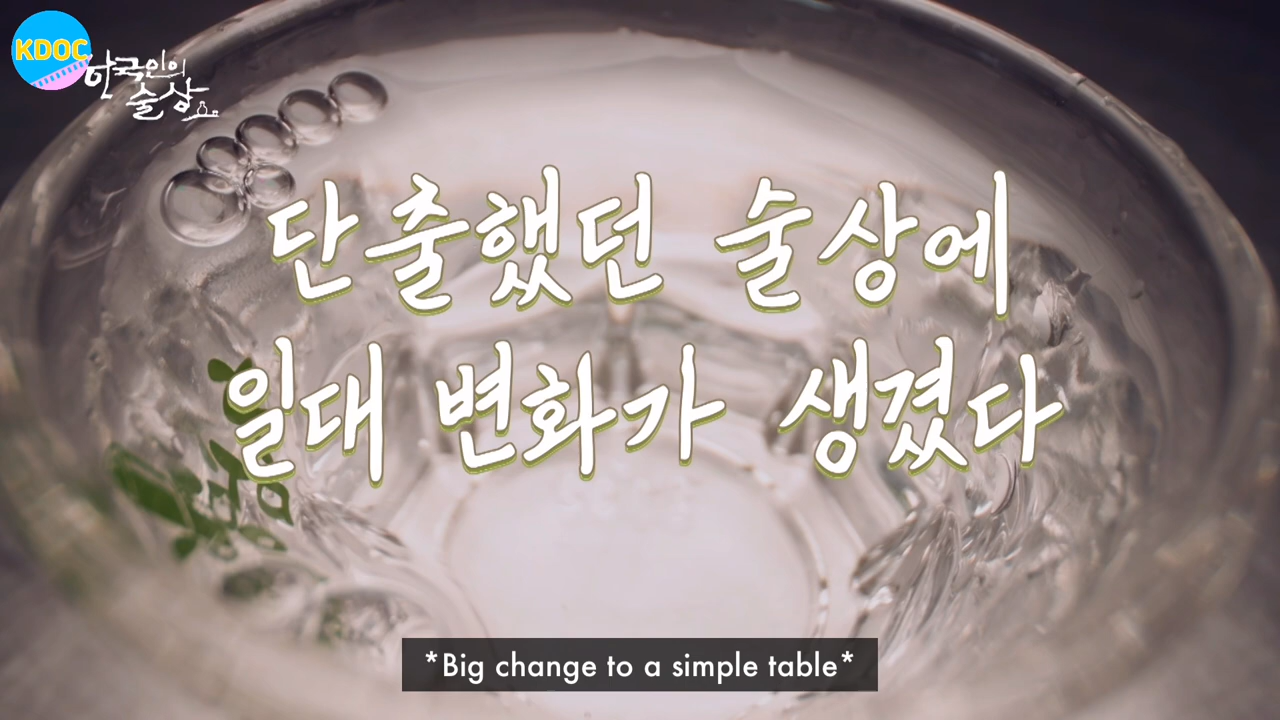 KDOC
한국인의
술상
단출했던 술상에
일대 변화가 생겼다
*Big change to a simple table*